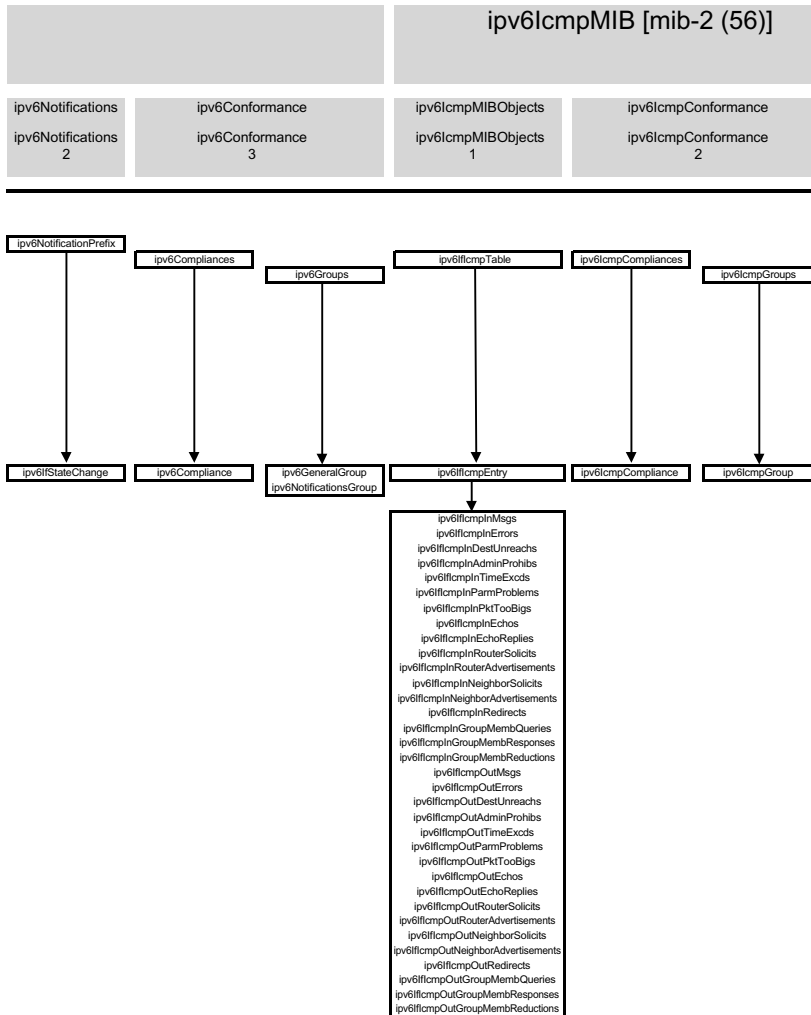 ipv6IcmpMIB [mib-2 (56)]
ipv6Notifications
ipv6Notifications
2
ipv6Conformance
ipv6Conformance
3
ipv6IcmpMIBObjects
ipv6IcmpMIBObjects
1
ipv6IcmpConformance
ipv6IcmpConformance
2
ipv6NotificationPrefix
ipv6Compliances
ipv6Groups
ipv6IfIcmpTable
ipv6IcmpCompliances
ipv6IcmpGroups
ipv6IfStateChange
ipv6Compliance
ipv6GeneralGroup
ipv6NotificationsGroup
ipv6IfIcmpEntry
ipv6IcmpCompliance
ipv6IcmpGroup
ipv6IfIcmpInMsgs
ipv6IfIcmpInErrors
ipv6IfIcmpInDestUnreachs
ipv6IfIcmpInAdminProhibs
ipv6IfIcmpInTimeExcds
ipv6IfIcmpInParmProblems
ipv6IfIcmpInPktTooBigs
ipv6IfIcmpInEchos
ipv6IfIcmpInEchoReplies
ipv6IfIcmpInRouterSolicits
ipv6IfIcmpInRouterAdvertisements
ipv6IfIcmpInNeighborSolicits
ipv6IfIcmpInNeighborAdvertisements
ipv6IfIcmpInRedirects
ipv6IfIcmpInGroupMembQueries
ipv6IfIcmpInGroupMembResponses
ipv6IfIcmpInGroupMembReductions
ipv6IfIcmpOutMsgs
ipv6IfIcmpOutErrors
ipv6IfIcmpOutDestUnreachs
ipv6IfIcmpOutAdminProhibs
ipv6IfIcmpOutTimeExcds
ipv6IfIcmpOutParmProblems
ipv6IfIcmpOutPktTooBigs
ipv6IfIcmpOutEchos
ipv6IfIcmpOutEchoReplies
ipv6IfIcmpOutRouterSolicits
ipv6IfIcmpOutRouterAdvertisements
ipv6IfIcmpOutNeighborSolicits
ipv6IfIcmpOutNeighborAdvertisements
ipv6IfIcmpOutRedirects
ipv6IfIcmpOutGroupMembQueries
ipv6IfIcmpOutGroupMembResponses
ipv6IfIcmpOutGroupMembReductions